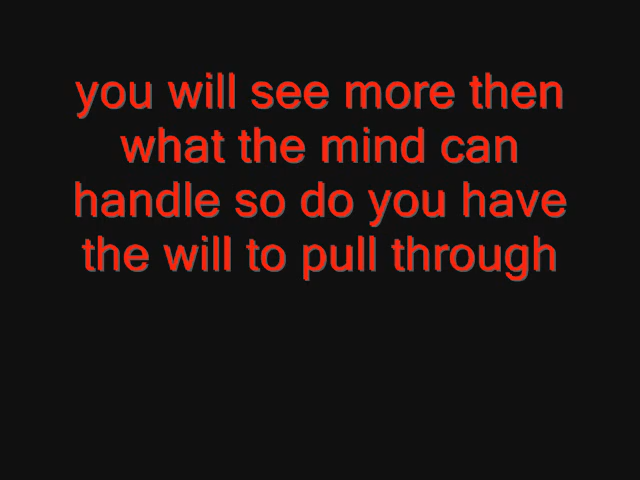 you will see more then
what the mind can
handle so do you have
the will to pull through